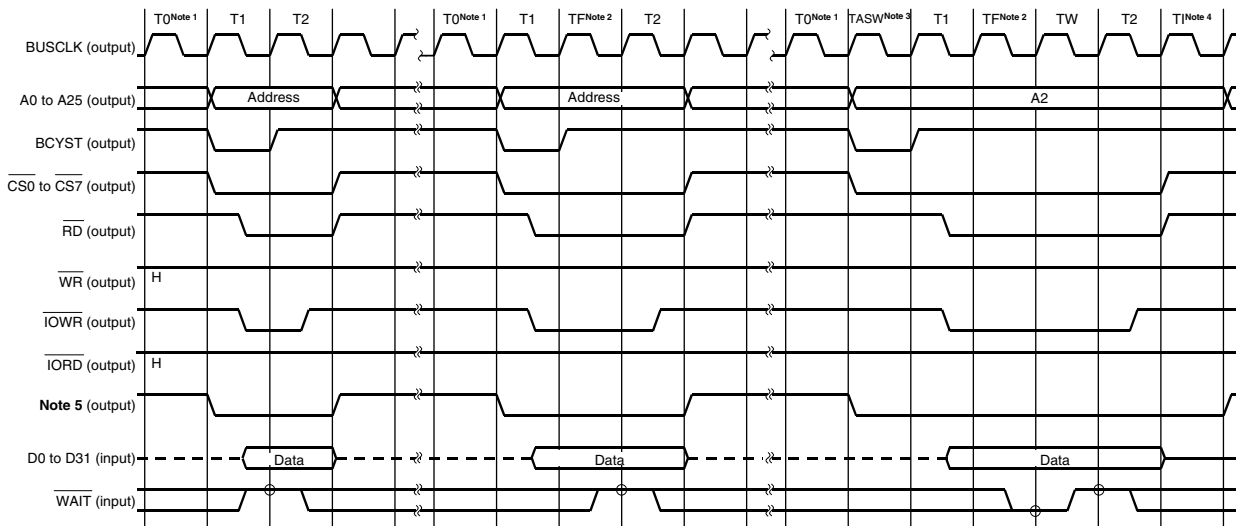 T0Note 1 T1 T2 T0Note 1 T1 TFNote 2 T2 T0Note 1 TASWNote 3 T1 TFNote 2 TW T2 TINote 4
BUSCLK (output)
A0 to A25 (output) Address Address A2
BCYST (output)
CS0 to CS7 (output)
RD (output)
WR (output) H
IOWR (output)
IORD (output) H
Note 5 (output)
D0 to D31 (input) Data Data Data
WAIT (input)